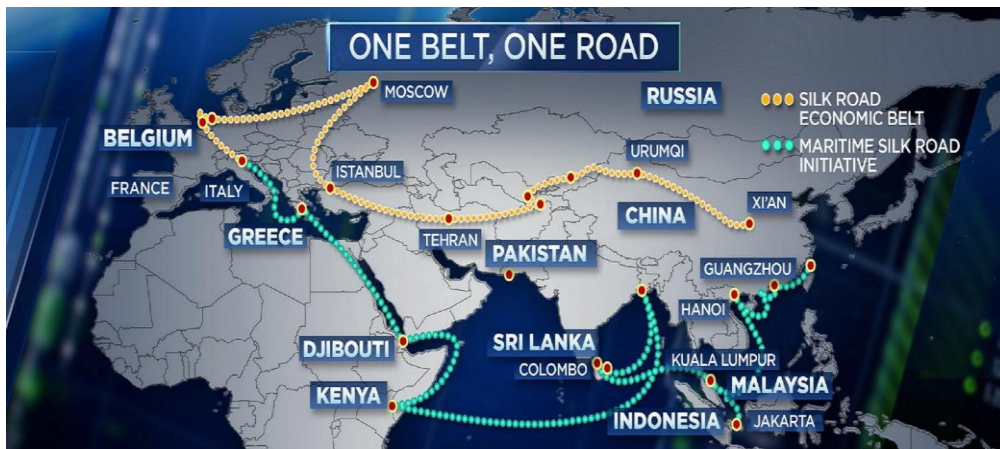 ONE BELT, ONE ROAD
MOSCOW
RUSSIA
SILK ROAD
ECONOMIC BELT
MARITIME SILK ROAD
INITIATIVE
BELGIUM
URUMQI
ISTANBUL
FRANCE
ITALY
XI'AN
CHINA
GREECE
TEHRAN
PAKISTAN
GUANGZHOU
HANOI
DJIBOUTI
SRI LANKA
COLOMBO
KUALA LUMPUR
MALAYSIA
KENYA
INDONESIA
JAKARTA